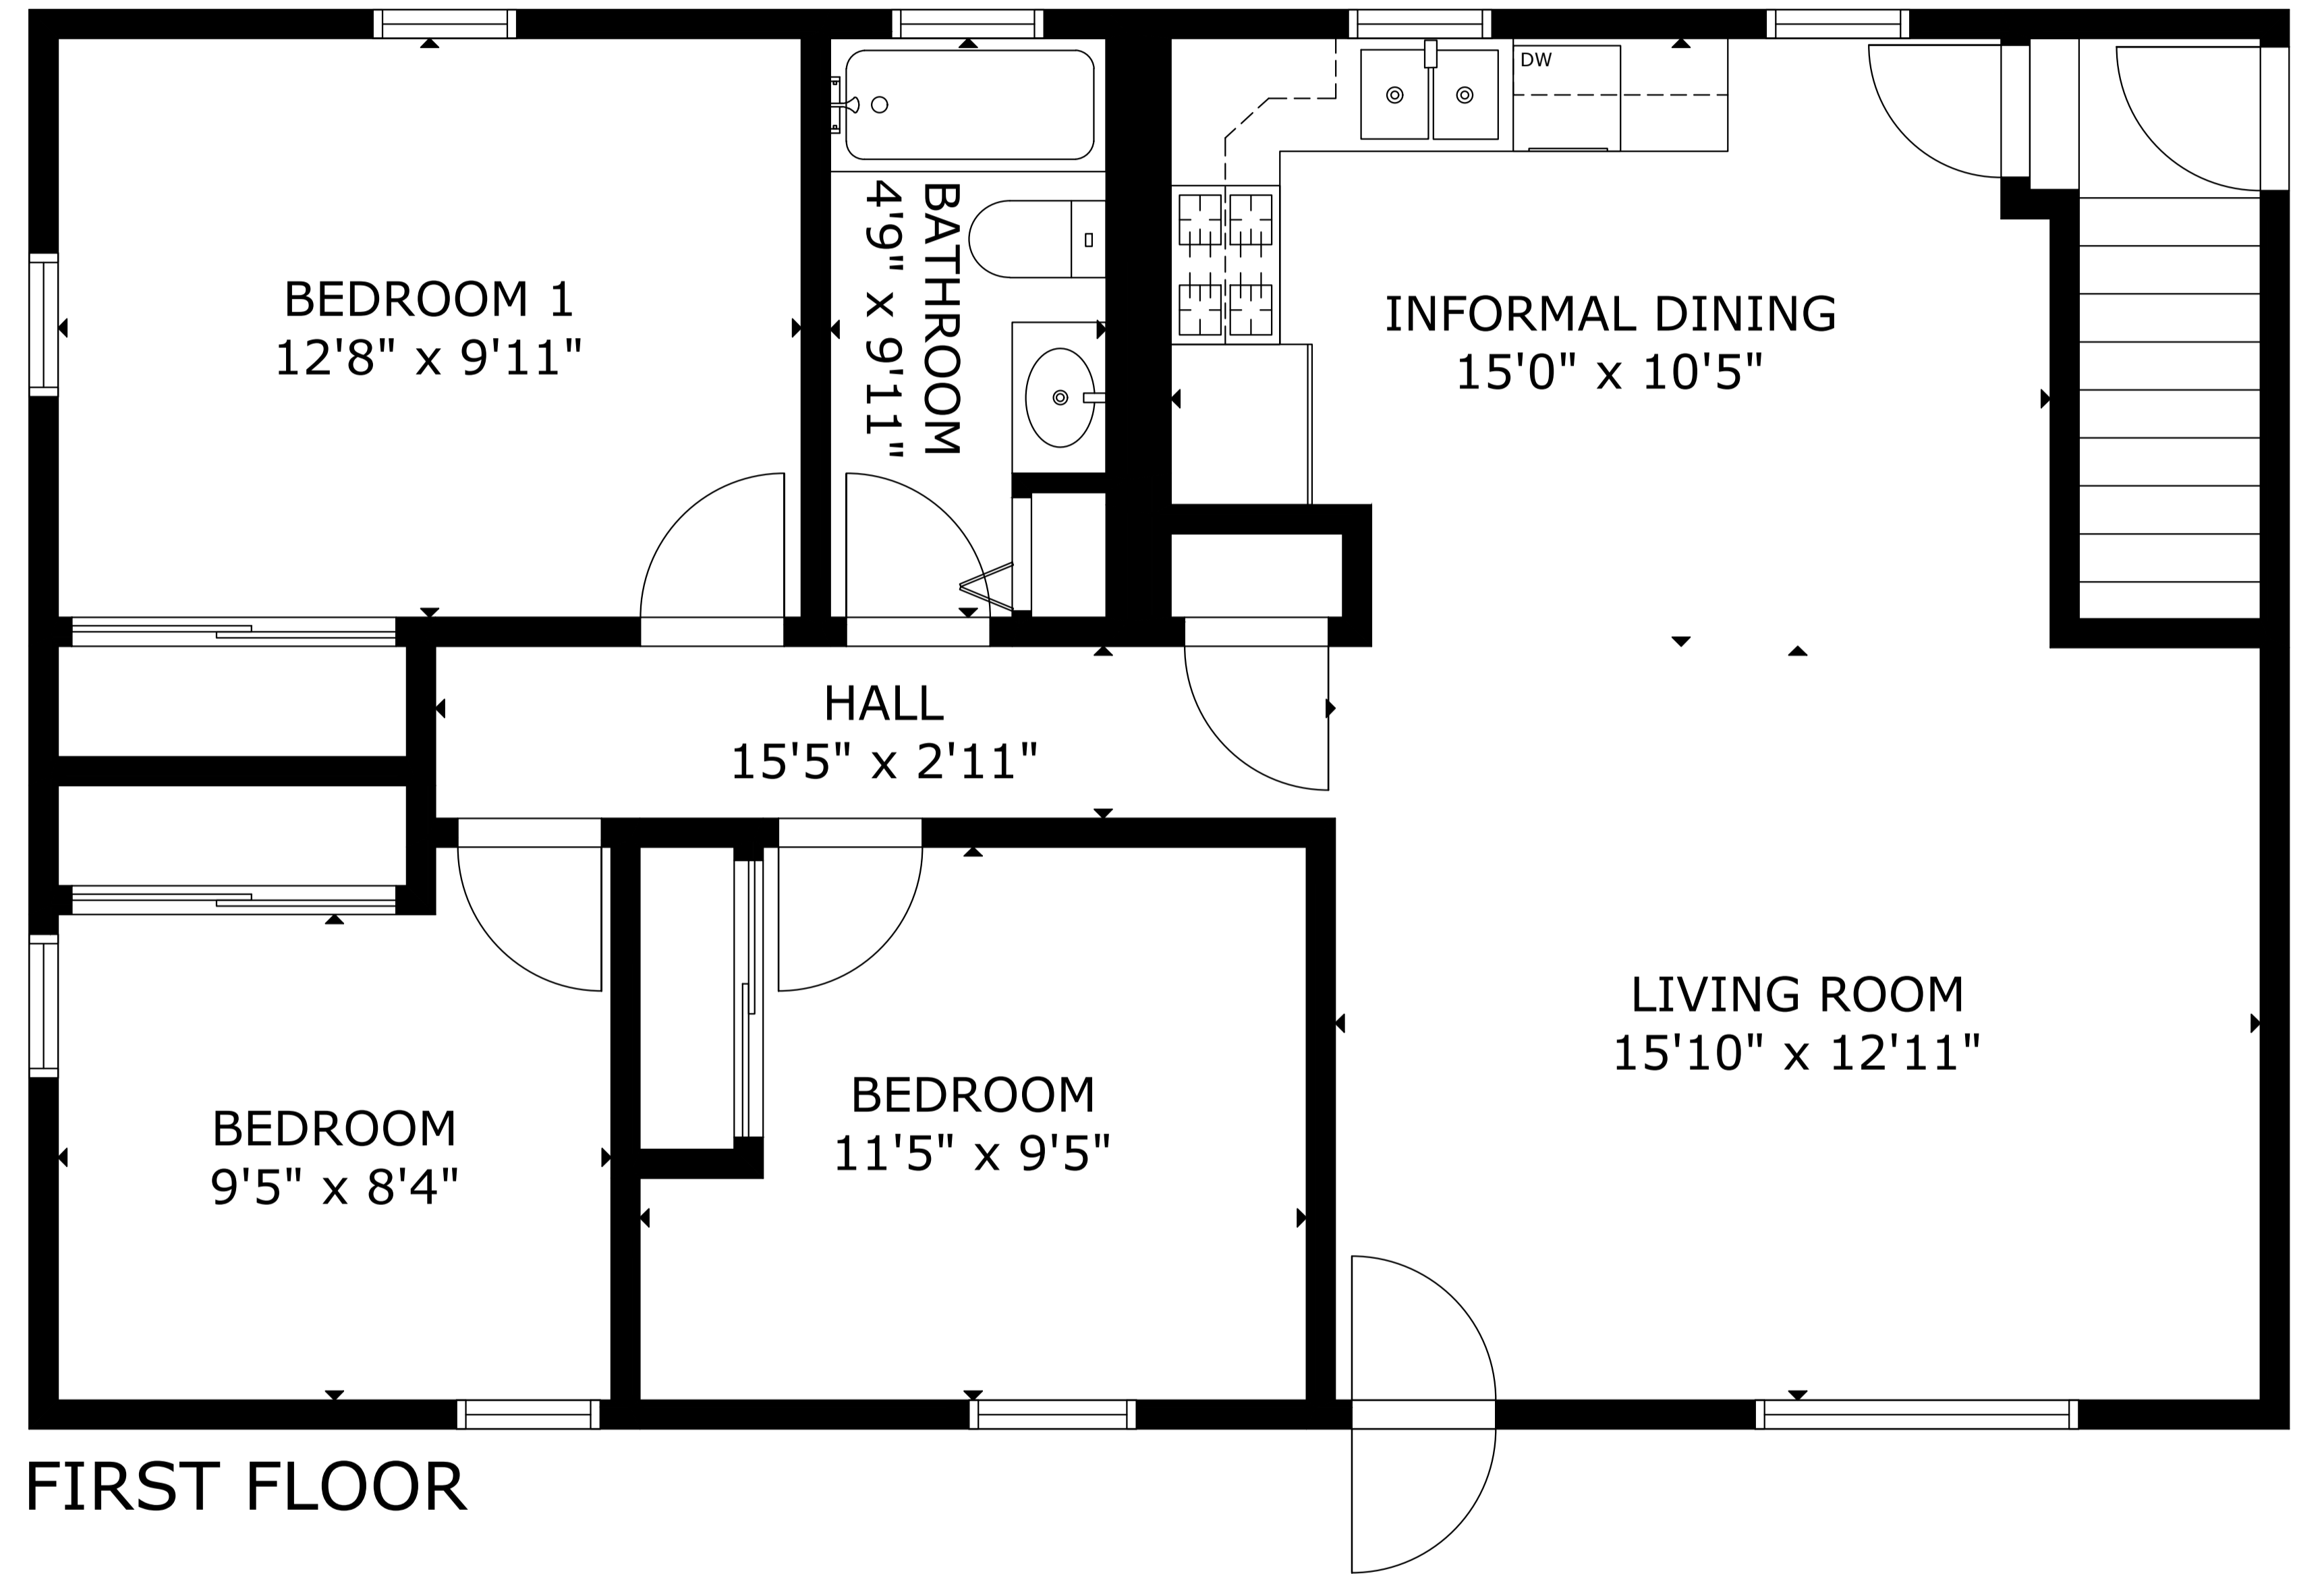 DW
BEDROOM 1
12'8" x 9'11"
BATHROOM
4'9" x 9'11"
INFORMAL DINING
15'0" x 10'5"
HALL
15'5" x 2'11"
LIVING ROOM
15'10" x 12'11"
BEDROOM
11'5" x 9'5"
BEDROOM
9'5" x 8'4"
FIRST FLOOR